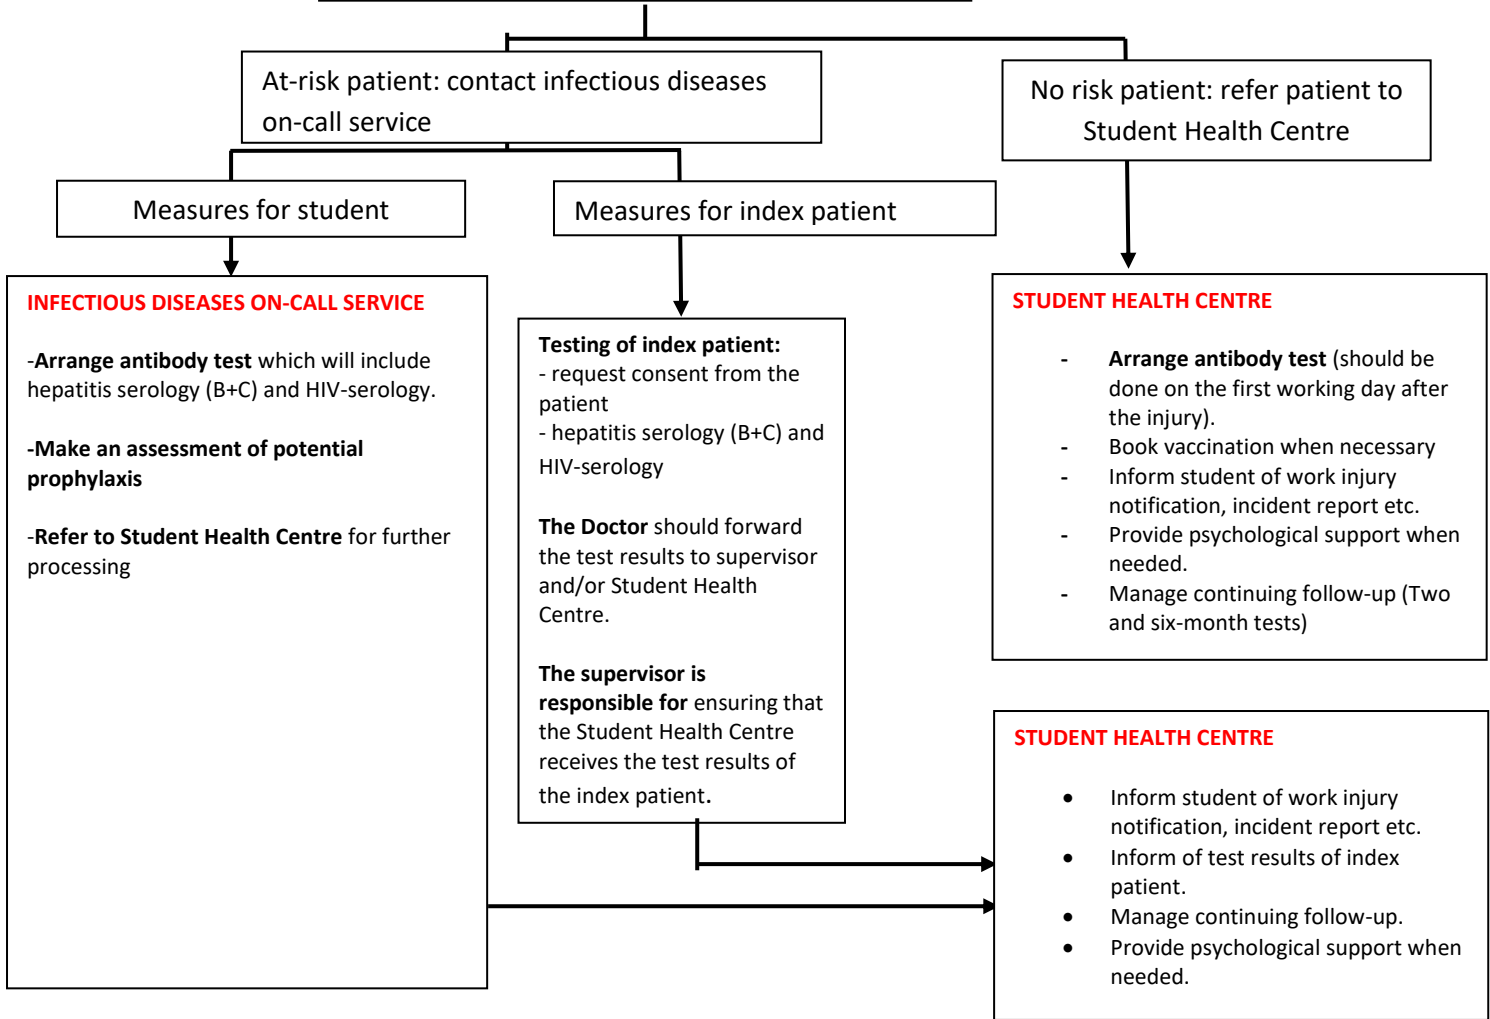 At-risk patient: contact infectious diseases
on-call service
No risk patient: refer patient to
Student Health Centre
Measures for student
Measures for index patient
INFECTIOUS DISEASES ON-CALL SERVICE
-Arrange antibody test which will include
hepatitis serology (B+C) and HIV-serology.
-Make an assessment of potential
prophylaxis
-Refer to Student Health Centre for further
processing
Testing of index patient:
- request consent from the
patient
- hepatitis serology (B+C) and
HIV-serology
The Doctor should forward
the test results to supervisor
and/or Student Health
Centre.
The supervisor is
responsible for ensuring that
the Student Health Centre
receives the test results of
the index patient.
STUDENT HEALTH CENTRE
- Arrange antibody test (should be
done on the first working day after
the injury).
- Book vaccination when necessary
- Inform student of work injury
notification, incident report etc.
- Provide psychological support when
needed.
- Manage continuing follow-up (Two
and six-month tests)
STUDENT HEALTH CENTRE
• Inform student of work injury
notification, incident report etc.
• Inform of test results of index
patient.
• Manage continuing follow-up.
• Provide psychological support when
needed.